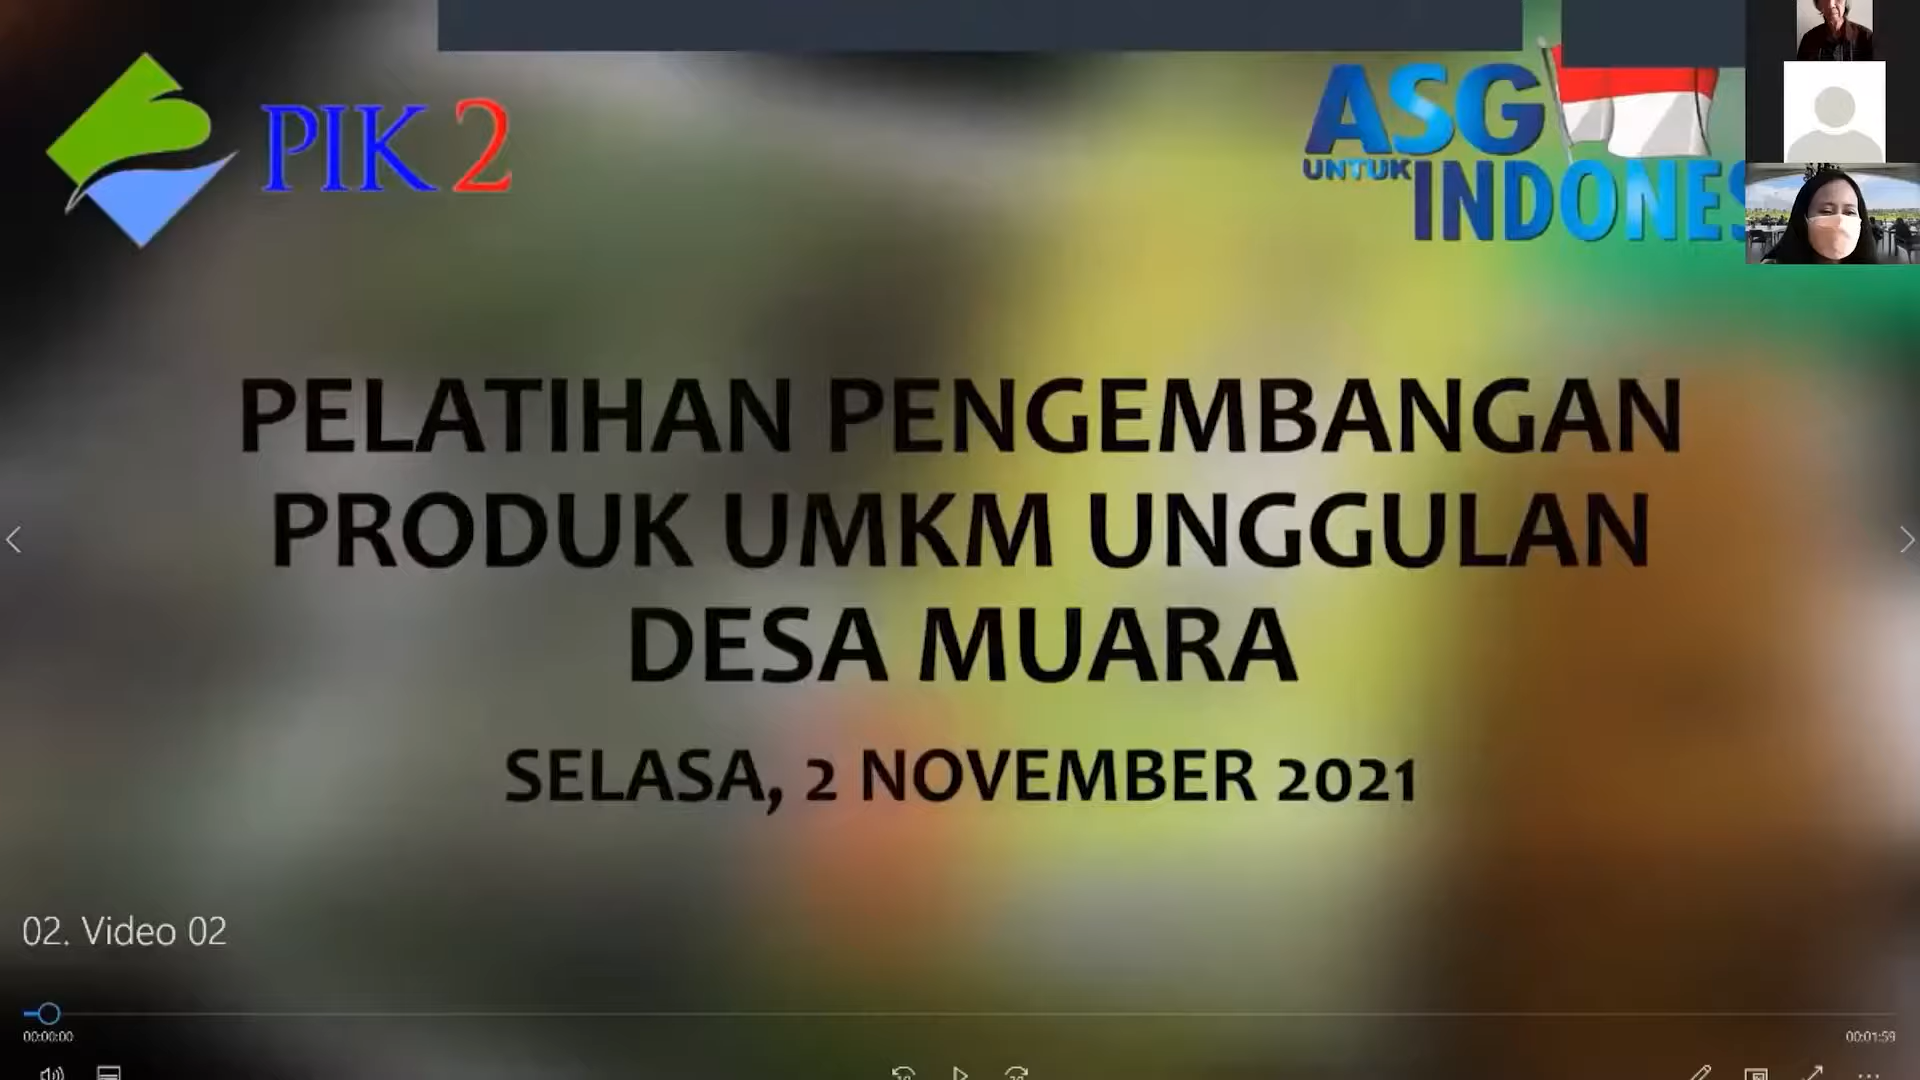 PIK 2
ASG
UNTUK
INDONES
PELATIHAN PENGEMBANGAN
PRODUK UMKM UNGGULAN
DESA MUARA
SELASA, 2 NOVEMBER 2021
02. Video 02
00:00:00
00:01:59